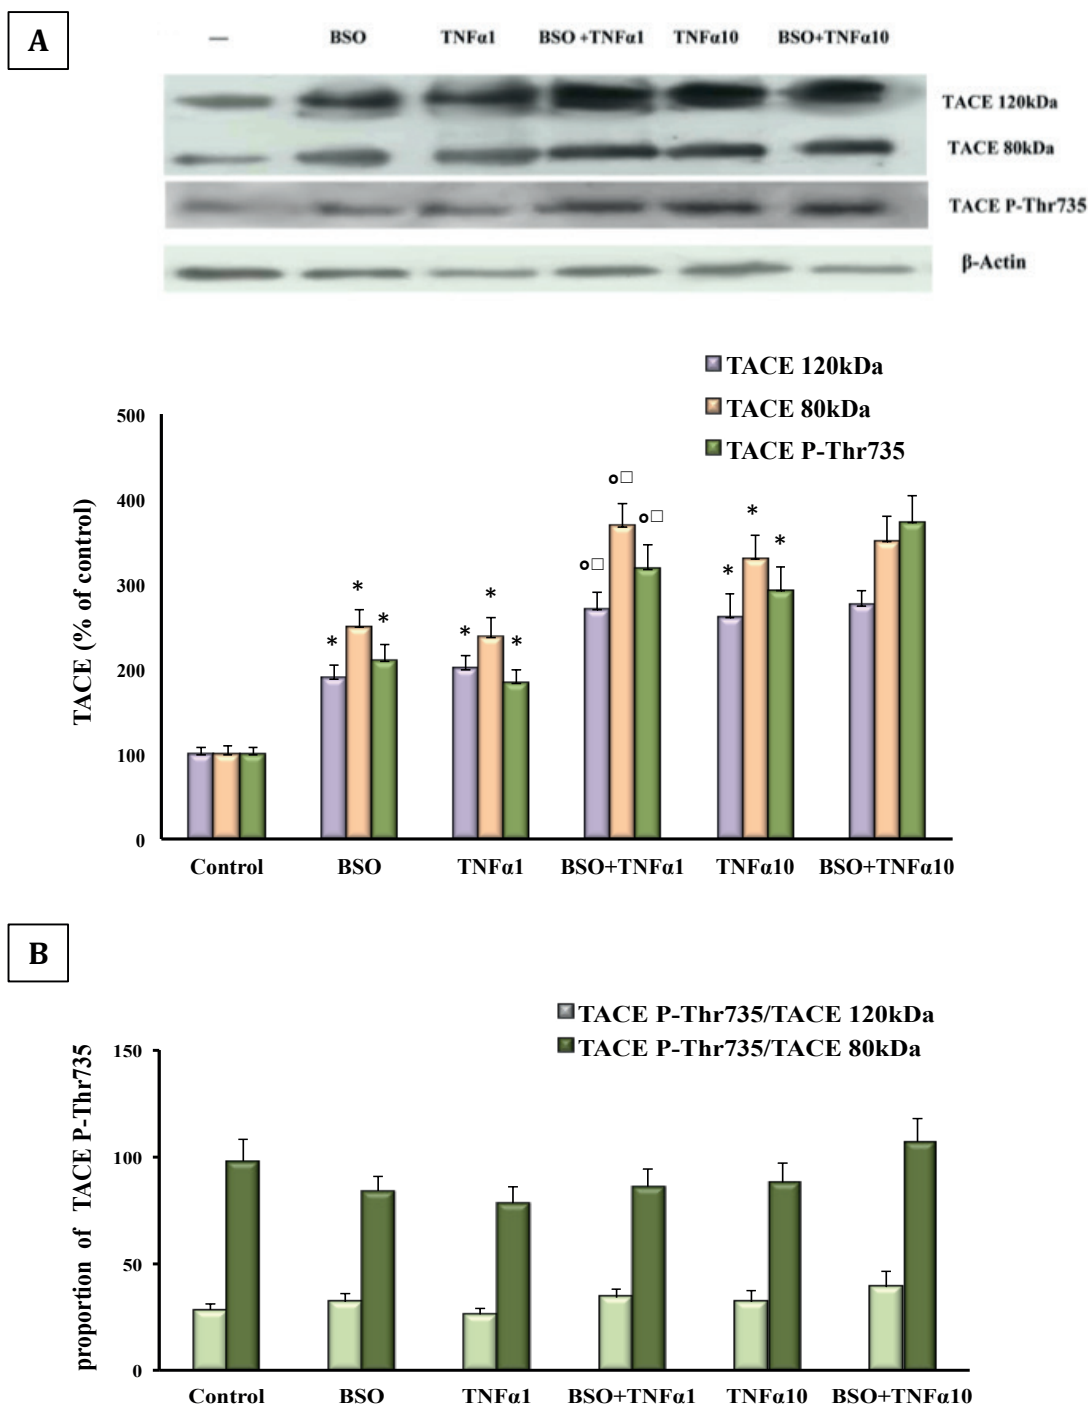 A
— BSO TNFα1 BSO +TNFα1 TNFα10 BSO+TNFα10
TACE 120kDa
TACE 80kDa
TACE P-Thr735
β-Actin
TACE 120kDa
TACE 80kDa
TACE P-Thr735
TACE (% of control)
500
400
300
200
100
0
* * *
* * *
°□ °□ °□
* * *
Control BSO TNFα1 BSO+TNFα1 TNFα10 BSO+TNFα10
B
TACE P-Thr735/TACE 120kDa
TACE P-Thr735/TACE 80kDa
proportion of TACE P-Thr735
150
100
50
0
Control BSO TNFα1 BSO+TNFα1 TNFα10 BSO+TNFα10